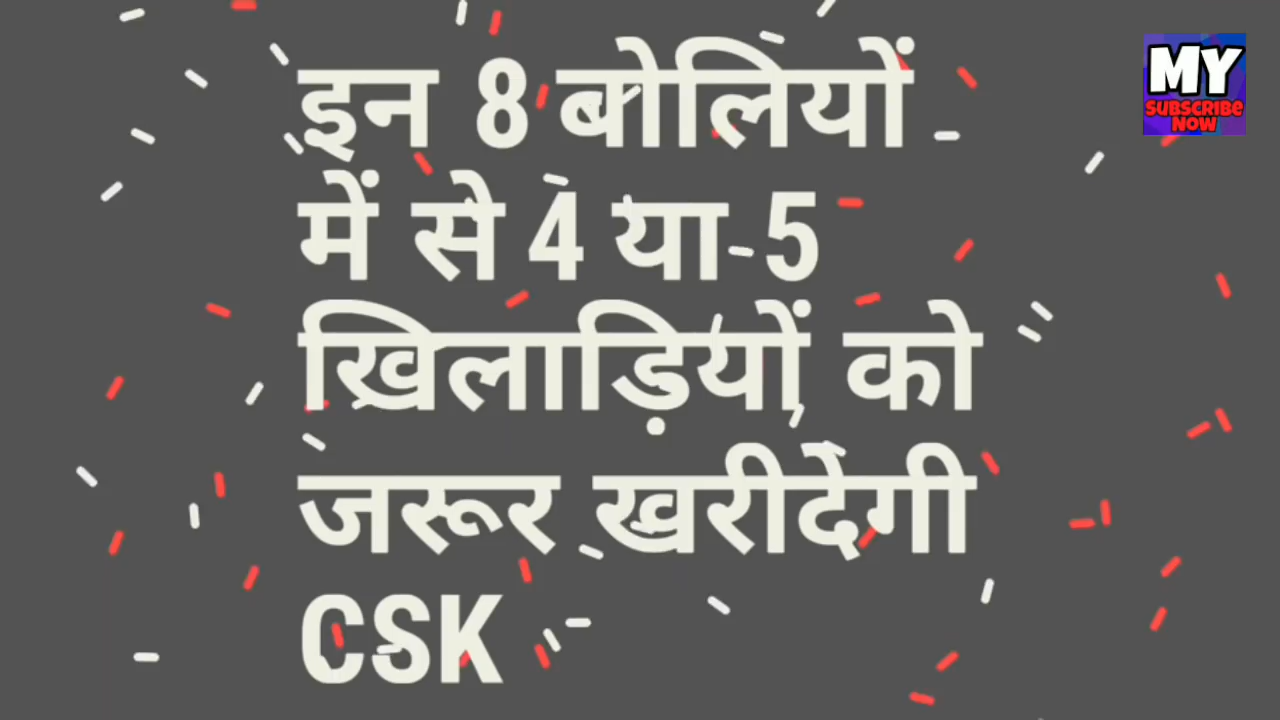 इन 8 बोलियों
में से 4 या-5
खिलाड़ियों को
जरूर खरीदेगी
CSK
MY
SUBSCRIBE
NOW